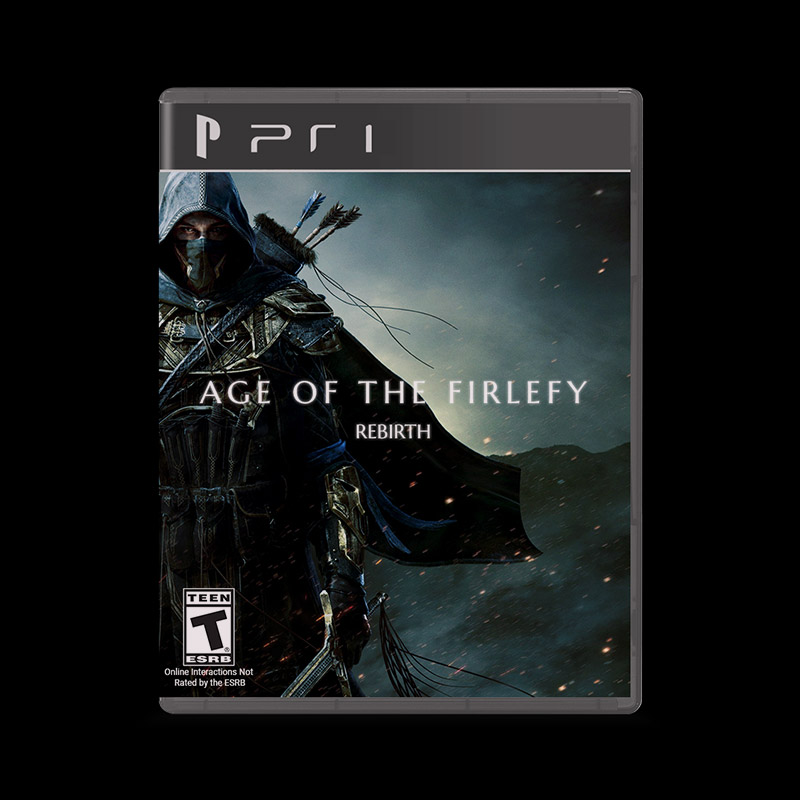 PRI
AGE OF THE FIRLEFY
REBIRTH
TEEN
T
ESRB
Online Interactions Not
Rated by the ESRB